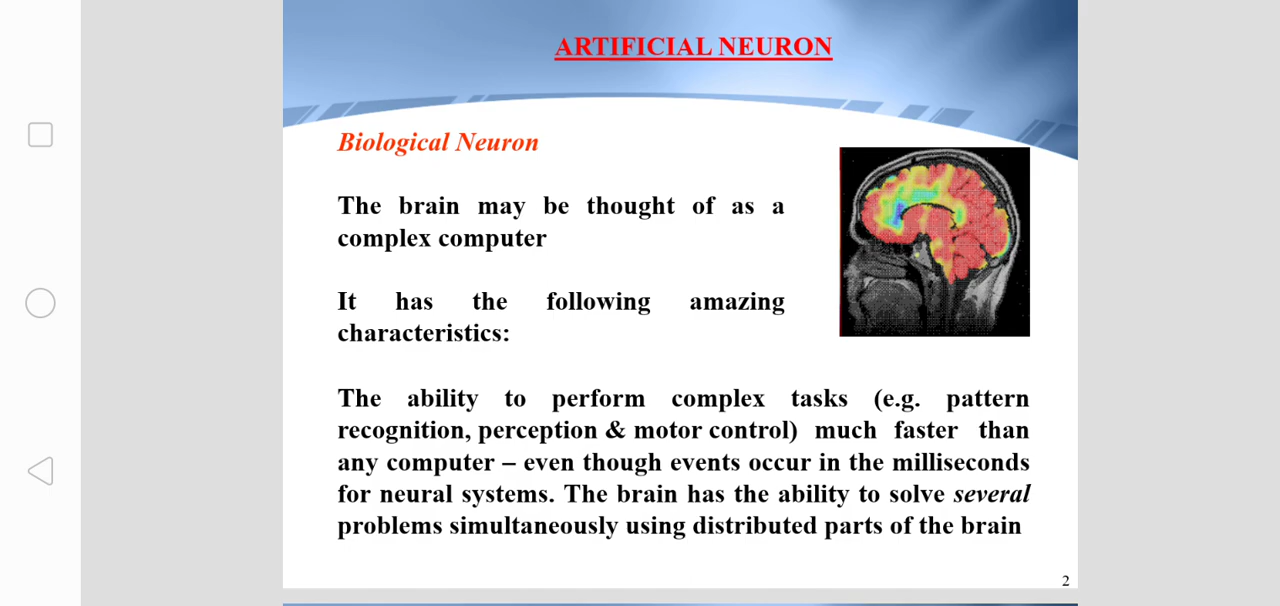 ARTIFICIAL NEURON
Biological Neuron
The brain may be thought of as a
complex computer
It has the following amazing
characteristics:
The ability to perform complex tasks (e.g. pattern
recognition, perception & motor control) much faster than
any computer – even though events occur in the milliseconds
for neural systems. The brain has the ability to solve several
problems simultaneously using distributed parts of the brain
2